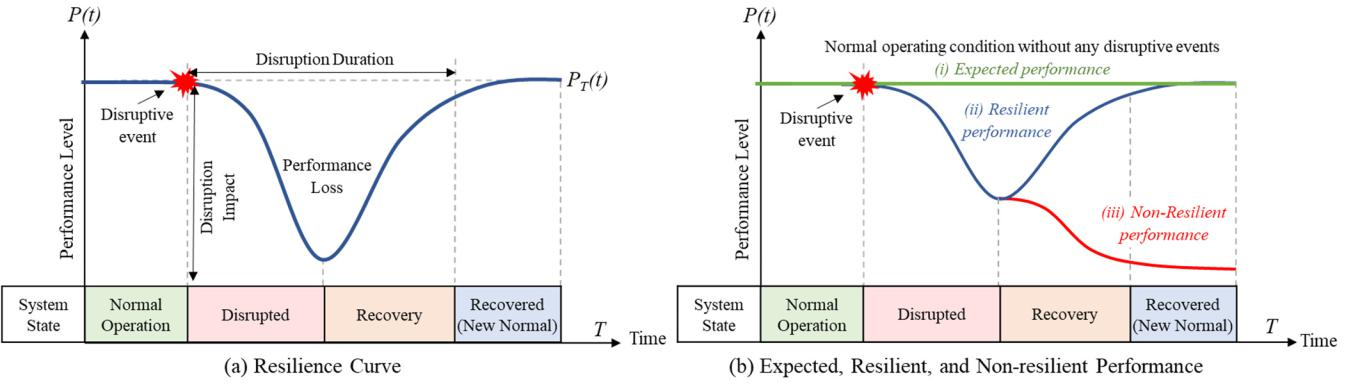 P(t)
Disruption Duration
P_T(t)
Disruptive
event
Performance
Loss
Disruption
Impact
Performance Level
System
State
Normal
Operation
Disrupted
Recovery
Recovered
(New Normal)
T
Time
(a) Resilience Curve
P(t)
Normal operating condition without any disruptive events
(i) Expected performance
Disruptive
event
(ii) Resilient
performance
(iii) Non-Resilient
performance
Performance Level
System
State
Normal
Operation
Disrupted
Recovery
Recovered
(New Normal)
T
Time
(b) Expected, Resilient, and Non-resilient Performance